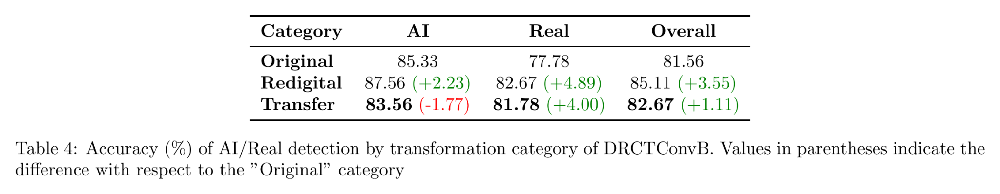 Category AI Real Overall
Original 85.33 77.78 81.56
Redigital 87.56 (+2.23) 82.67 (+4.89) 85.11 (+3.55)
Transfer 83.56 (-1.77) 81.78 (+4.00) 82.67 (+1.11)
Table 4: Accuracy (%) of AI/Real detection by transformation category of DRCTConvB. Values in parentheses indicate the
difference with respect to the ”Original” category